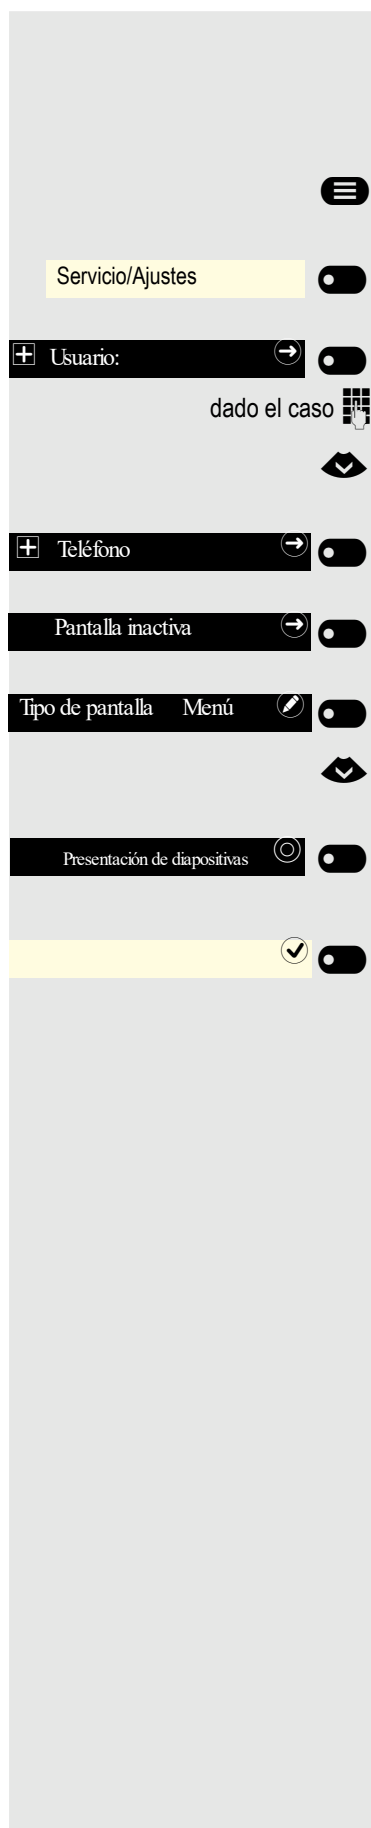 Servicio/Ajustes
Usuario:
dado el caso
Teléfono
Pantalla inactiva
Tipo de pantalla Menú
Presentación de diapositivas